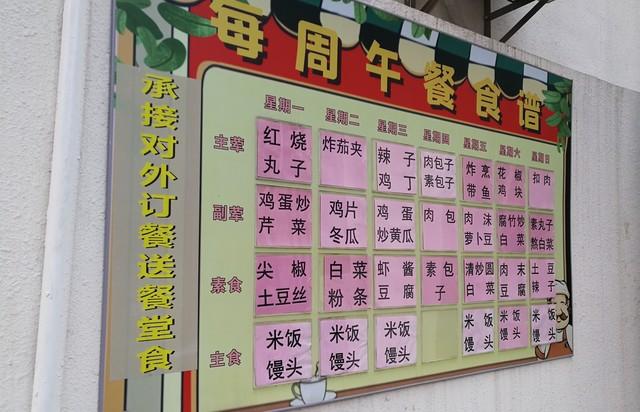 每周午餐食谱
承接对外订餐送餐堂食
星期一 星期二 星期三 星期四 星期五 星期六 星期日
主荤
红烧 炸茄夹 辣子 肉包子 炸烹 花椒 扣肉
丸子 鸡丁 素包子 带鱼 鸡块
副荤
鸡蛋炒 鸡片 鸡蛋 肉包 肉沫 腐竹炒 素丸子
芹菜 冬瓜 炒黄瓜 萝卜豆 白菜 熬白菜
素食
尖椒 白菜 虾酱 素包 清炒圆 肉末 土豆
土豆丝 粉条 豆腐 子 白菜 豆腐 辣子
主食
米饭 米饭 米饭 米饭 米饭 米饭
馒头 馒头 馒头 馒头 馒头 馒头